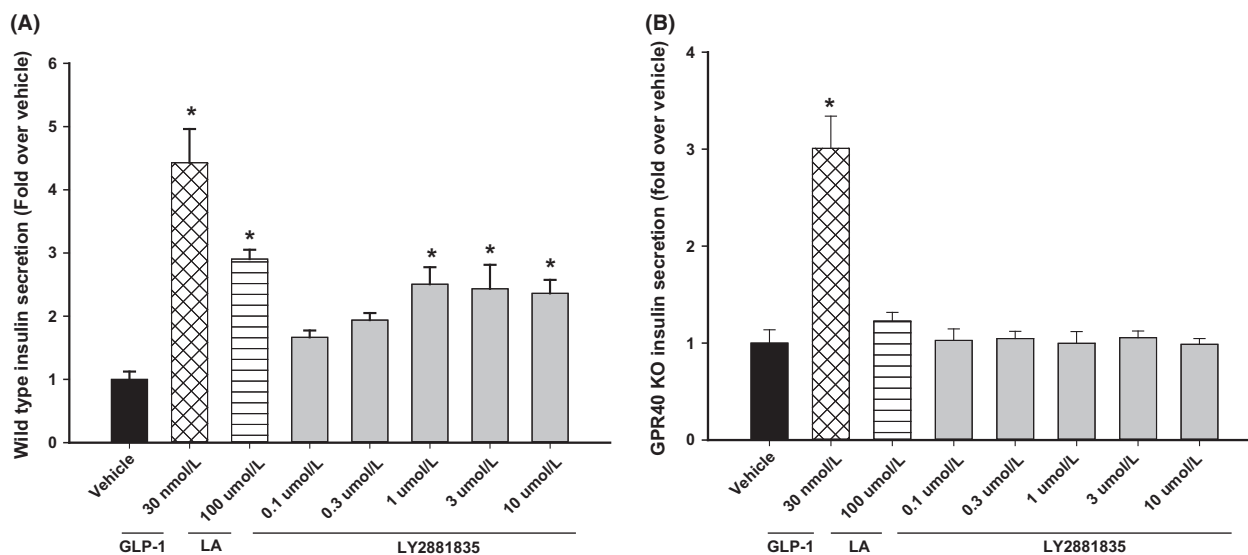 (A)
Wild type insulin secretion (Fold over vehicle)
6
5
4
3
2
1
0
*
*
*
*
*
Vehicle
30 nmol/L
100 umol/L
0.1 umol/L
0.3 umol/L
1 umol/L
3 umol/L
10 umol/L
GLP-1
LA
LY2881835
(B)
GPR40 KO insulin secretion (fold over vehicle)
4
3
2
1
0
*
Vehicle
30 nmol/L
100 umol/L
0.1 umol/L
0.3 umol/L
1 umol/L
3 umol/L
10 umol/L
GLP-1
LA
LY2881835